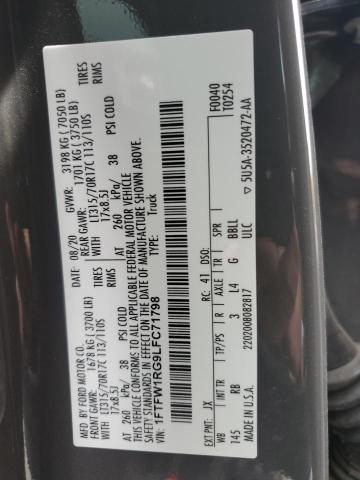 MFD BY FORD MOTOR CO.
DATE: 08/20 GVWR: 3198 KG ( 7050 LB)
FRONT GAWR: 1678 KG ( 3700 LB) REAR GAWR: 1701 KG ( 3750 LB)
LT315/70R17C 113/110S TIRES WITH LT315/70R17C 113/110S TIRES
17x8.5J RIMS 17x8.5J RIMS
AT 260 kPa/ 38 PSI COLD AT 260 kPa/ 38 PSI COLD
THIS VEHICLE CONFORMS TO ALL APPLICABLE FEDERAL MOTOR VEHICLE
SAFETY STANDARDS IN EFFECT ON THE DATE OF MANUFACTURE SHOWN ABOVE.
VIN: 1FTFW1RG9LFC71798
TYPE: Truck
F0040
T0254
EXT PNT: JX RC: 41 DSO:
WB INT TR TP/PS R AXLE TR SPR
145 RB 3 L4 G BBLL
MADE IN U.S.A. 220200B082817 ULC
5U5A-3520472-AA